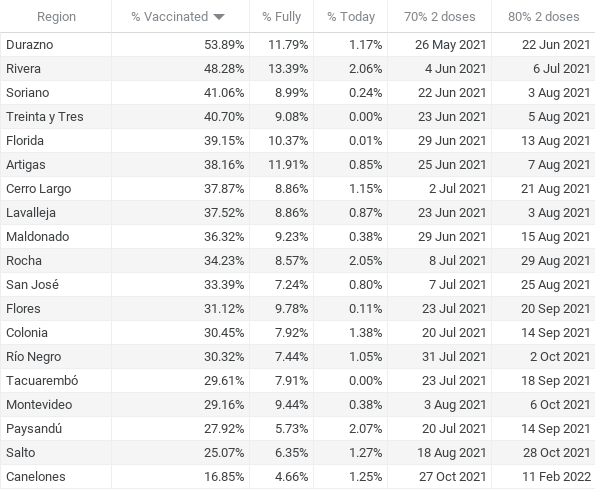 Region % Vaccinated % Fully % Today 70% 2 doses 80% 2 doses
Durazno 53.89% 11.79% 1.17% 26 May 2021 22 Jun 2021
Rivera 48.28% 13.39% 2.06% 4 Jun 2021 6 Jul 2021
Soriano 41.06% 8.99% 0.24% 22 Jun 2021 3 Aug 2021
Treinta y Tres 40.70% 9.08% 0.00% 23 Jun 2021 5 Aug 2021
Florida 39.15% 10.37% 0.01% 29 Jun 2021 13 Aug 2021
Artigas 38.16% 11.91% 0.85% 25 Jun 2021 7 Aug 2021
Cerro Largo 37.87% 8.86% 1.15% 2 Jul 2021 21 Aug 2021
Lavalleja 37.52% 8.86% 0.87% 23 Jun 2021 3 Aug 2021
Maldonado 36.32% 9.23% 0.38% 29 Jun 2021 15 Aug 2021
Rocha 34.23% 8.57% 2.05% 8 Jul 2021 29 Aug 2021
San José 33.39% 7.24% 0.80% 7 Jul 2021 25 Aug 2021
Flores 31.12% 9.78% 0.11% 23 Jul 2021 20 Sep 2021
Colonia 30.45% 7.92% 1.38% 20 Jul 2021 14 Sep 2021
Río Negro 30.32% 7.44% 1.05% 31 Jul 2021 2 Oct 2021
Tacuarembó 29.61% 7.91% 0.00% 23 Jul 2021 18 Sep 2021
Montevideo 29.16% 9.44% 0.38% 3 Aug 2021 6 Oct 2021
Paysandú 27.92% 5.73% 2.07% 20 Jul 2021 14 Sep 2021
Salto 25.07% 6.35% 1.27% 18 Aug 2021 28 Oct 2021
Canelones 16.85% 4.66% 1.25% 27 Oct 2021 11 Feb 2022